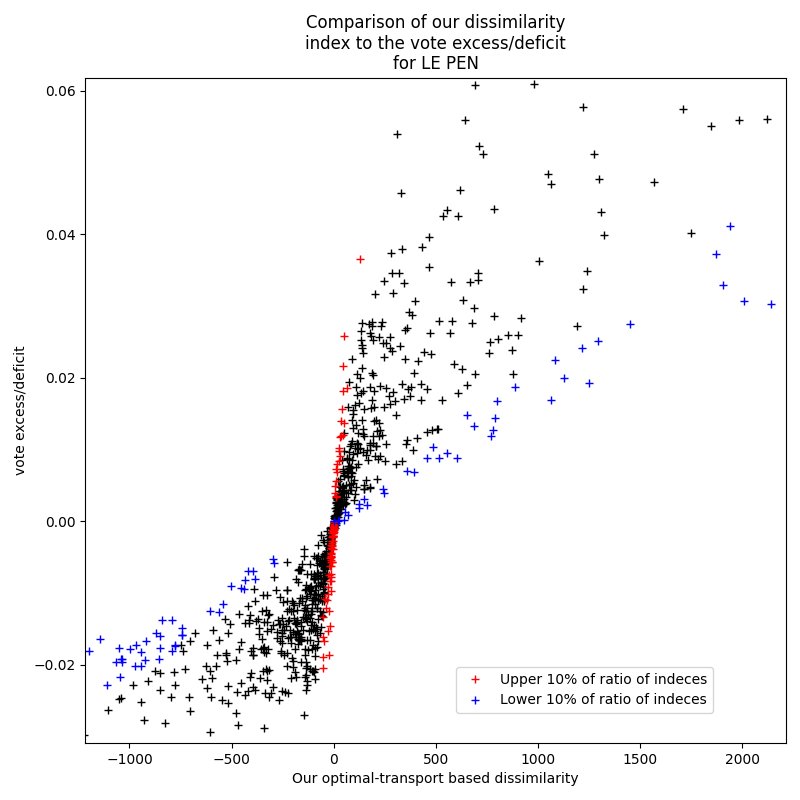 Comparison of our dissimilarity
index to the vote excess/deficit
for LE PEN
0.06
0.04
0.02
0.00
−0.02
vote excess/deficit
Upper 10% of ratio of indeces
Lower 10% of ratio of indeces
−1000
−500
0
500
1000
1500
2000
Our optimal-transport based dissimilarity